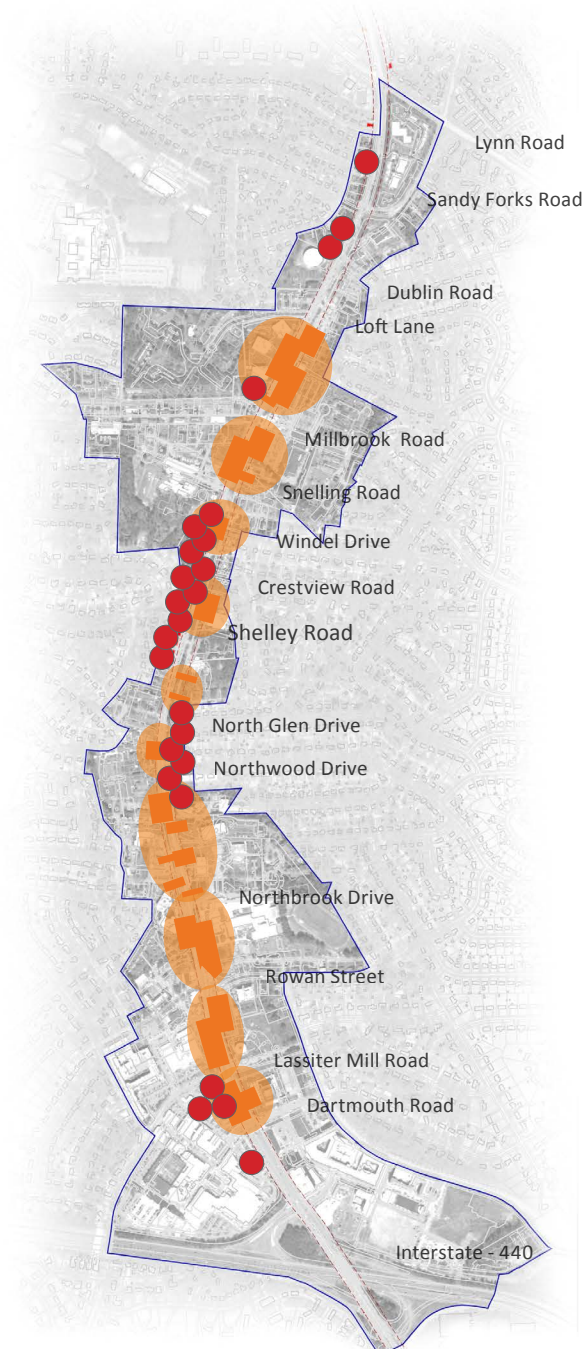 Lynn Road
Sandy Forks Road
Dublin Road
Loft Lane
Millbrook Road
Snelling Road
Windel Drive
Crestview Road
Shelley Road
North Glen Drive
Northwood Drive
Northbrook Drive
Rowan Street
Lassiter Mill Road
Dartmouth Road
Interstate - 440